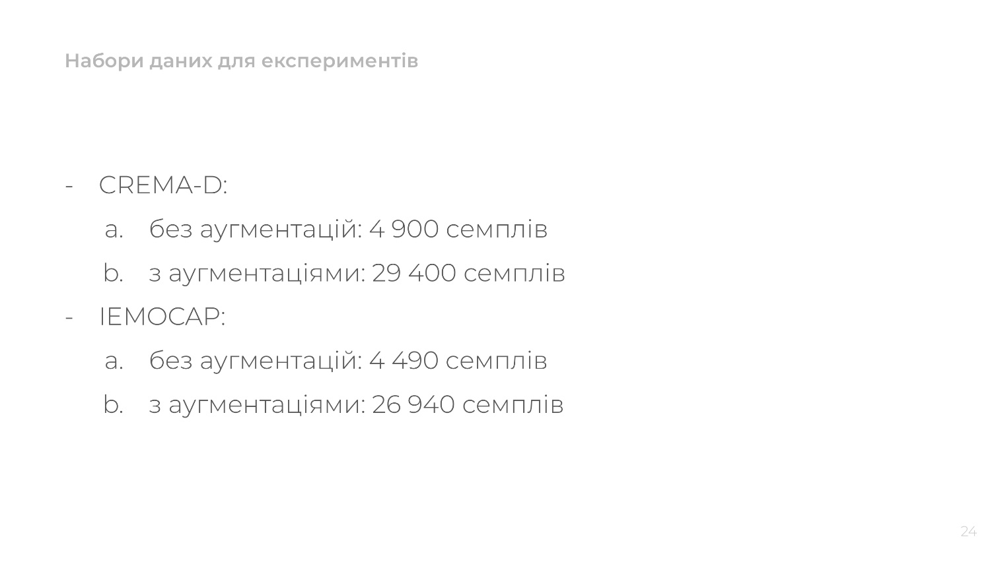 Набори даних для експериментів
- CREMA-D:
a. без аугментацій: 4 900 семплів
b. з аугментаціями: 29 400 семплів
- IEMOCAP:
a. без аугментацій: 4 490 семплів
b. з аугментаціями: 26 940 семплів
24